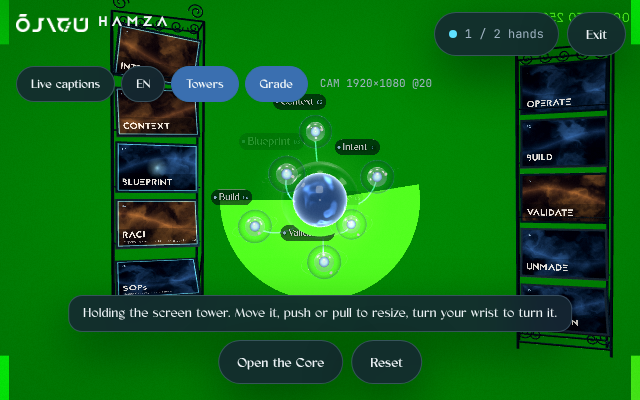 HAMZA
1 / 2 hands
Exit
Live captions
EN
Towers
Grade
CAM 1920×1080 @20
Context
Blueprint
Intent
Build
CONTEXT
BLUEPRINT
RACI
SOPs
OPERATE
BUILD
VALIDATE
UNMADE
Holding the screen tower. Move it, push or pull to resize, turn your wrist to turn it.
Open the Core
Reset